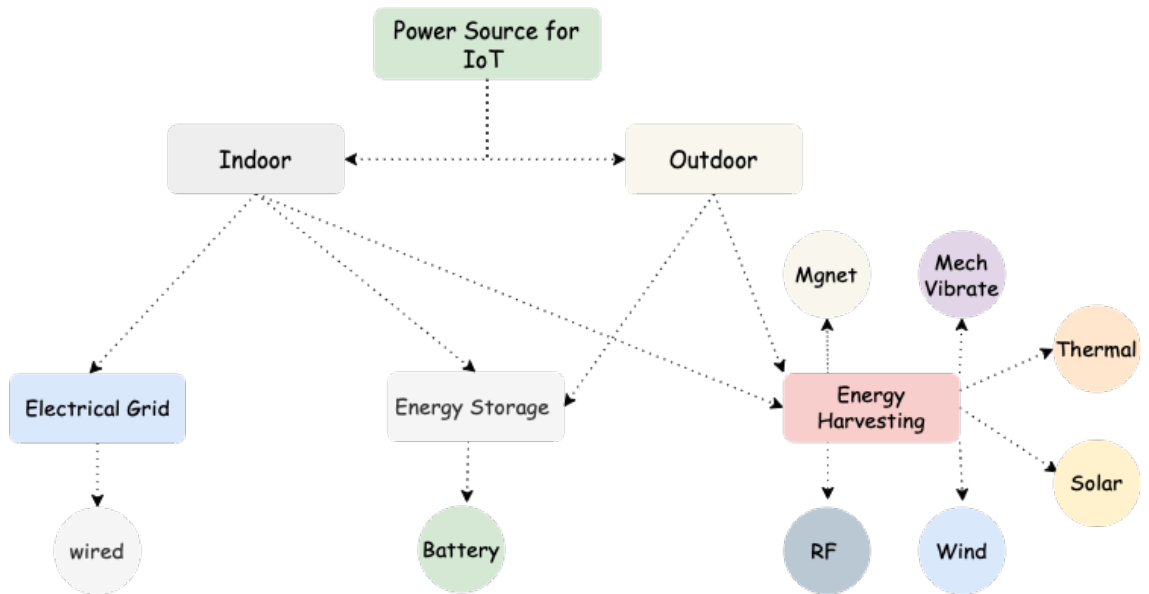 Power Source for
IoT
Indoor
Outdoor
Mgnet
Mech
Vibrate
Thermal
Electrical Grid
Energy Storage
Energy
Harvesting
Solar
wired
Battery
RF
Wind